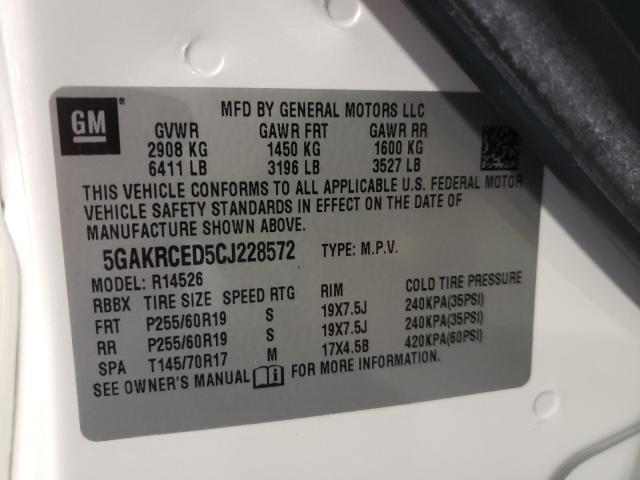 GM
MFD BY GENERAL MOTORS LLC
GVWR GAWR FRT GAWR RR
2908 KG 1450 KG 1600 KG
6411 LB 3196 LB 3527 LB
THIS VEHICLE CONFORMS TO ALL APPLICABLE U.S. FEDERAL MOTOR
VEHICLE SAFETY STANDARDS IN EFFECT ON THE DATE OF
MANUFACTURE SHOWN ABOVE.
5GAKRCED5CJ228572 TYPE: M.P.V.
MODEL: R14526
RBBX TIRE SIZE SPEED RTG RIM COLD TIRE PRESSURE
FRT P255/60R19 S 19X7.5J 240KPA(35PSI)
RR P255/60R19 S 19X7.5J 240KPA(35PSI)
SPA T145/70R17 M 17X4.5B 420KPA(60PSI)
SEE OWNER'S MANUAL FOR MORE INFORMATION.